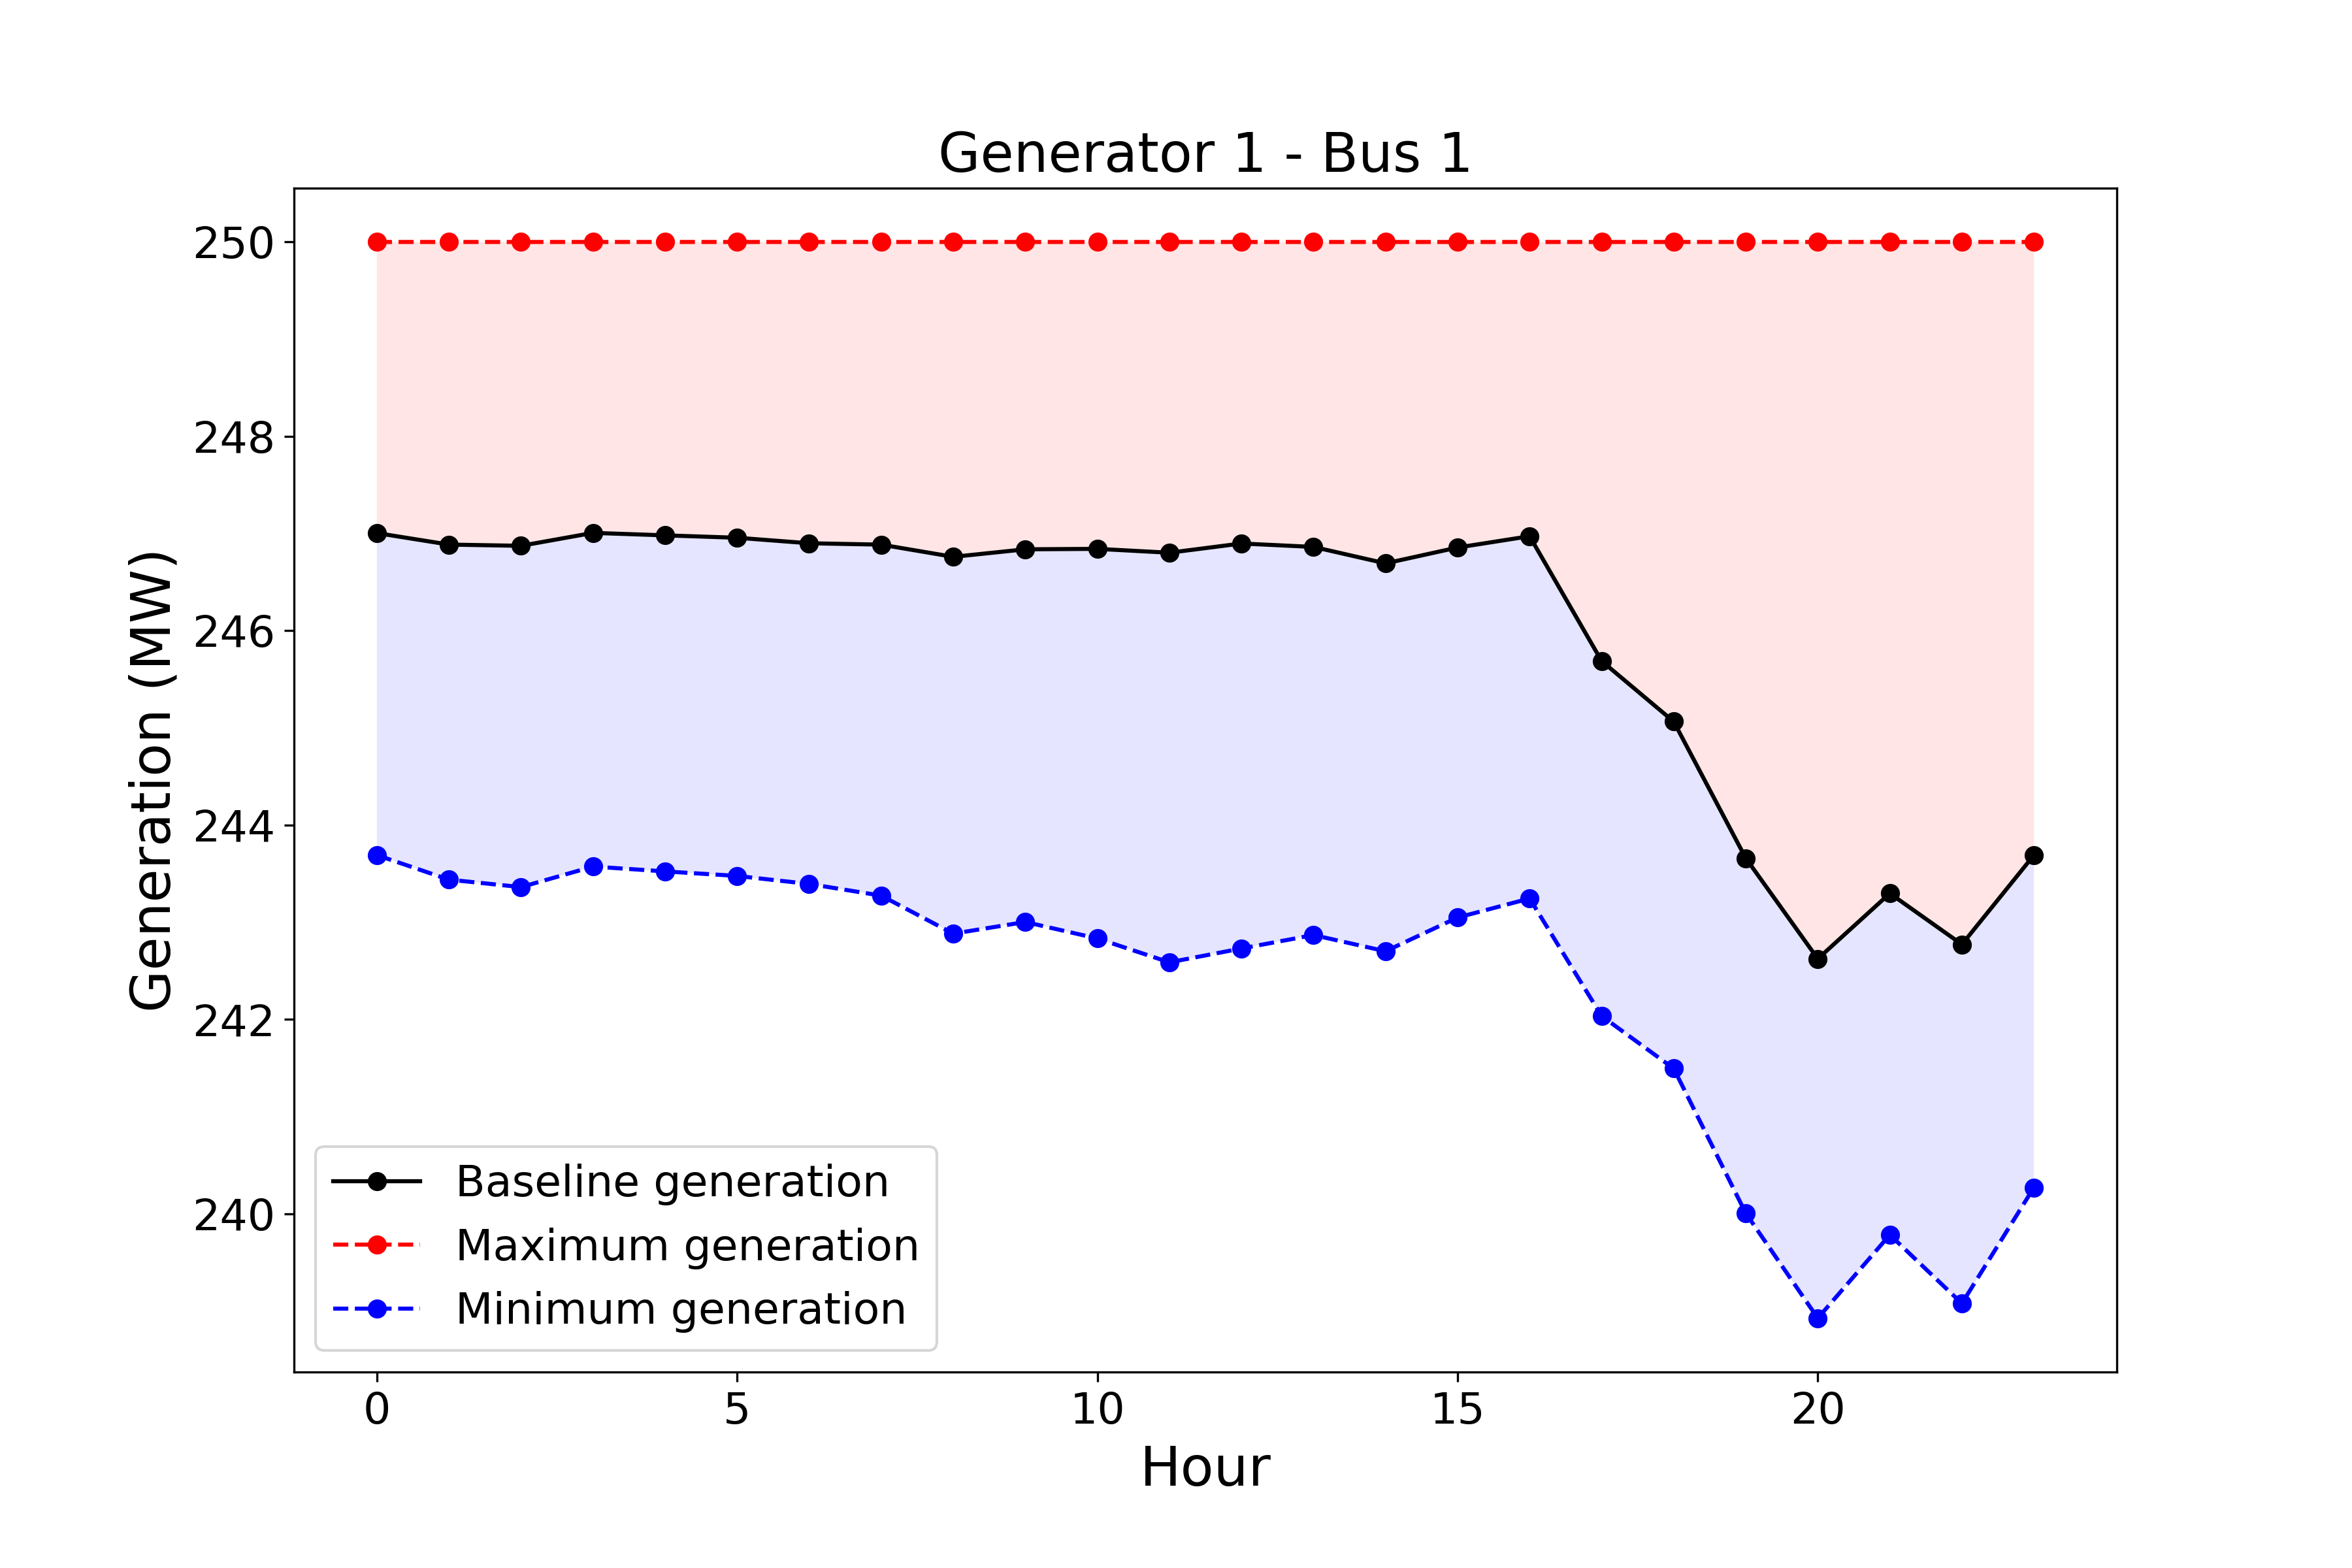 Generator 1 - Bus 1
250
248
246
244
242
240
Generation (MW)
Baseline generation
Maximum generation
Minimum generation
0 5 10 15 20
Hour